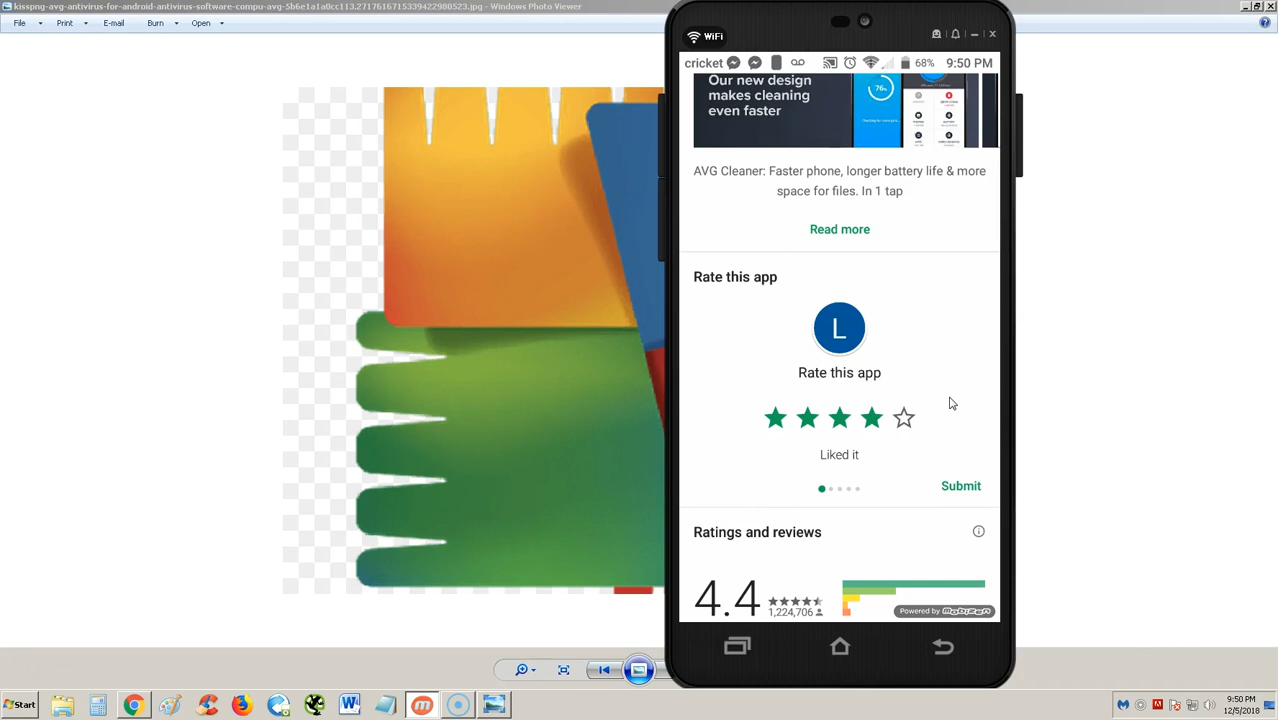 kisspng-avg-antivirus-for-android-antivirus-software-compu-avg-5b6e1a1a0cc113.2717616715339422980523.jpg - Windows Photo Viewer
File Print E-mail Burn Open
WiFi
cricket 68% 9:50 PM
Our new design
makes cleaning
even faster
76%
AVG Cleaner: Faster phone, longer battery life & more
space for files. In 1 tap
Read more
Rate this app
L
Rate this app
Liked it
Submit
Ratings and reviews
4.4
1,224,706
Powered by Mobizen
Start
9:50 PM
12/5/2018